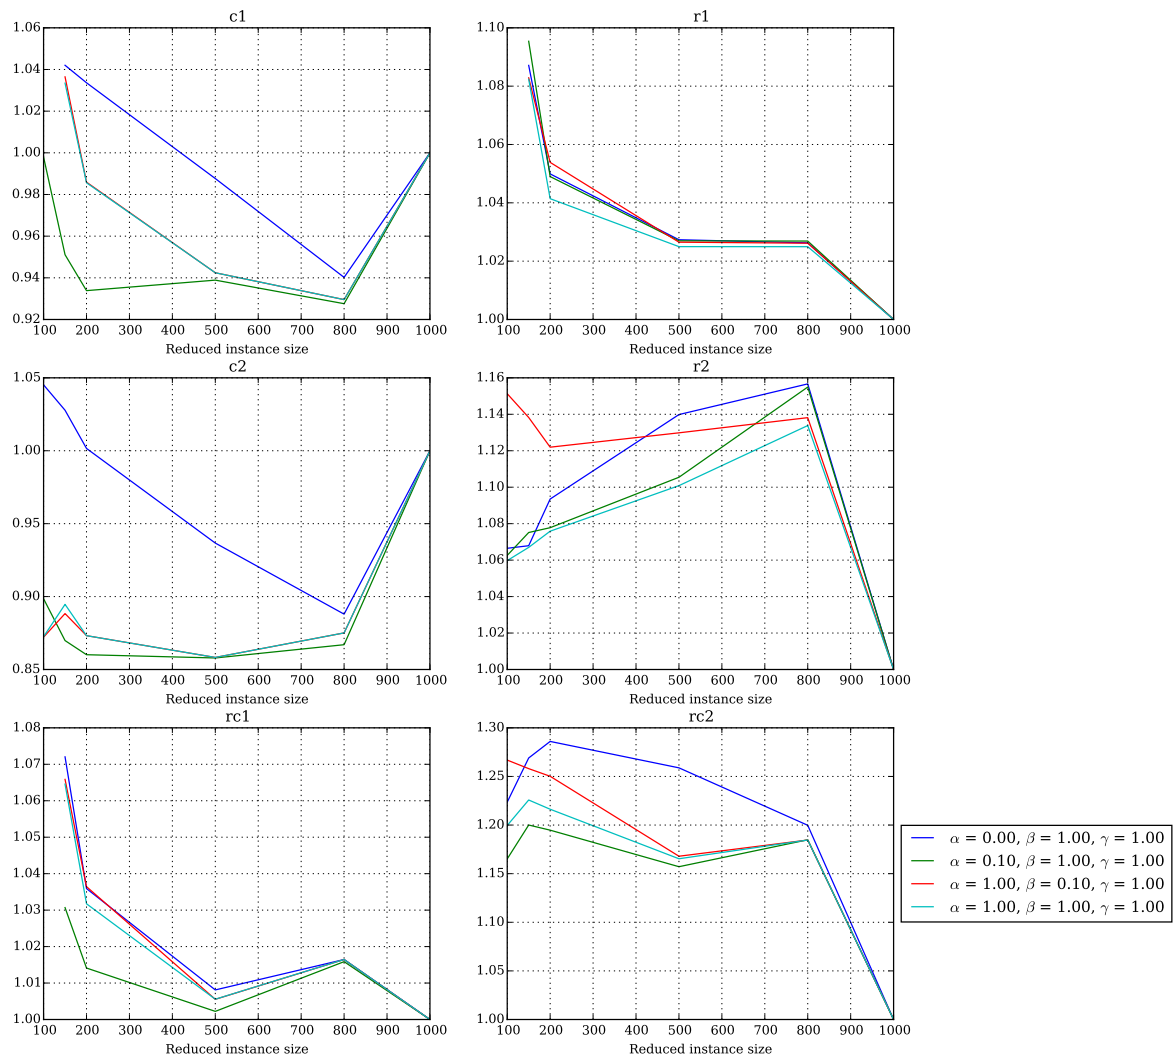 c1
1.06
1.04
1.02
1.00
0.98
0.96
0.94
0.92
100 200 300 400 500 600 700 800 900 1000
Reduced instance size
r1
1.10
1.08
1.06
1.04
1.02
1.00
100 200 300 400 500 600 700 800 900 1000
Reduced instance size
c2
1.05
1.00
0.95
0.90
0.85
100 200 300 400 500 600 700 800 900 1000
Reduced instance size
r2
1.16
1.14
1.12
1.10
1.08
1.06
1.04
1.02
1.00
100 200 300 400 500 600 700 800 900 1000
Reduced instance size
rc1
1.08
1.07
1.06
1.05
1.04
1.03
1.02
1.01
1.00
100 200 300 400 500 600 700 800 900 1000
Reduced instance size
rc2
1.30
1.25
1.20
1.15
1.10
1.05
1.00
100 200 300 400 500 600 700 800 900 1000
Reduced instance size
α = 0.00, β = 1.00, γ = 1.00
α = 0.10, β = 1.00, γ = 1.00
α = 1.00, β = 0.10, γ = 1.00
α = 1.00, β = 1.00, γ = 1.00